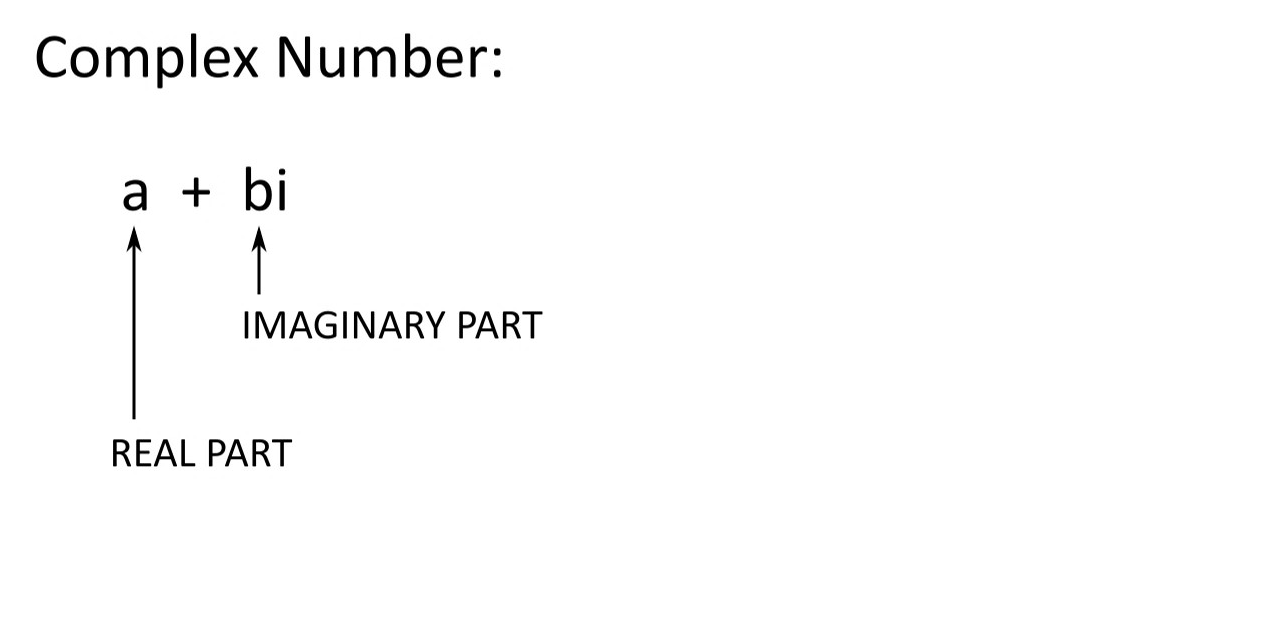 Complex Number:
a + bi
IMAGINARY PART
REAL PART